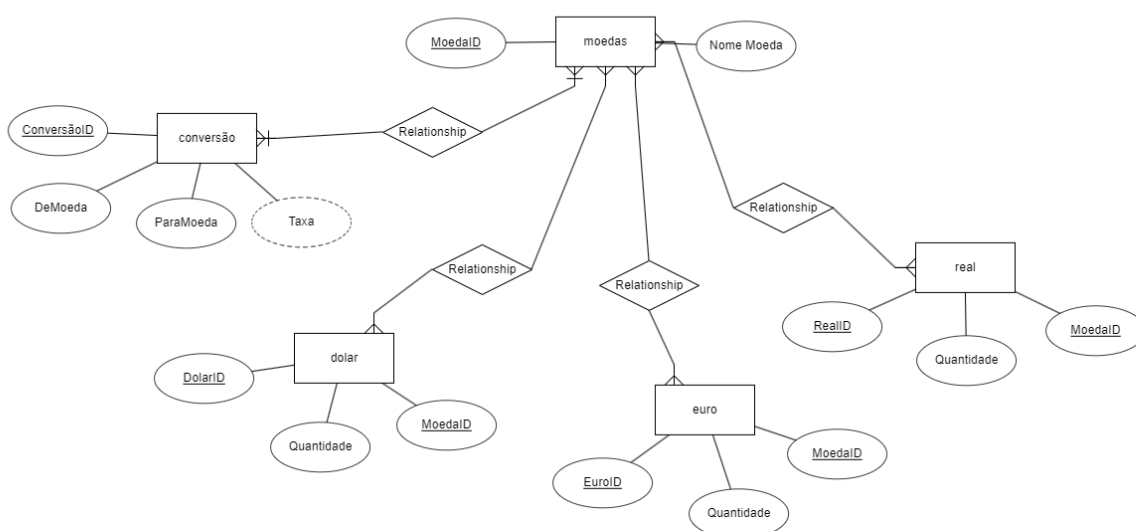 MoedaID
moedas
Nome Moeda
ConversãoID
conversão
Relationship
DeMoeda
ParaMoeda
Taxa
Relationship
real
Relationship
Relationship
RealID
MoedaID
Quantidade
dolar
DolarID
MoedaID
Quantidade
euro
MoedaID
EuroID
Quantidade